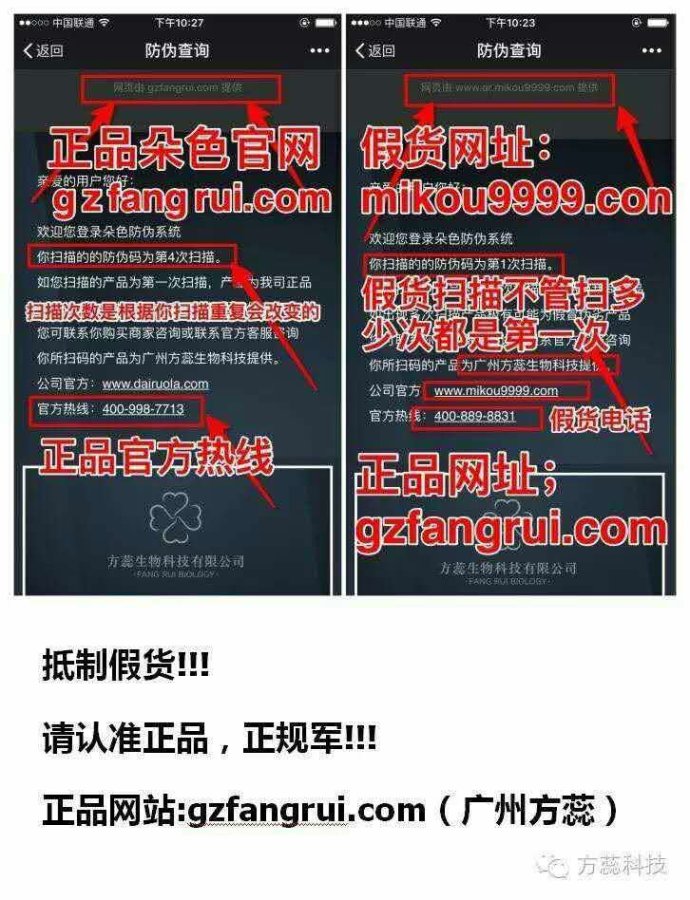 中国联通 下午10:27
返回 防伪查询
网页由 gzfangrui.com 提供
正品朵色官网
亲爱的用户您好:
gzfangrui.com
欢迎您登录朵色防伪系统
你扫描的的防伪码为第4次扫描。
如您扫描的产品为第一次扫描,产品为我司正品
扫描次数是根据你扫描重复会改变的
您可联系你购买商家咨询或联系官方客服咨询
你所扫码的产品为广州方蕊生物科技提供。
公司官方:www.dairuola.com
官方热线:400-998-7713
正品官方热线
方蕊生物科技有限公司
·FANG RUI BIOLOGY·
中国联通 下午10:23
返回 防伪查询
网页由 www.qr.mikou9999.com 提供
假货网址:
mikou9999.con
欢迎您登录朵色防伪系统
你扫描的的防伪码为第1次扫描。
假货扫描不管扫多
少次都是第一次
你所扫码的产品为广州方蕊生物科技提供。
公司官方:www.mikou9999.com
官方热线:400-889-8831
假货电话
正品网址;
gzfangrui.com
方蕊生物科技有限公司
·FANG RUI BIOLOGY·
抵制假货!!!
请认准正品,正规军!!!
正品网站:gzfangrui.com(广州方蕊)
方蕊科技